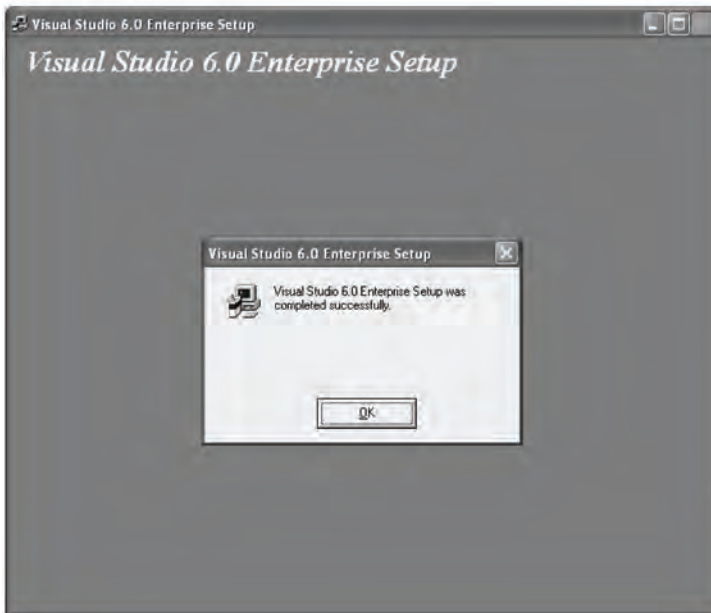 Visual Studio 6.0 Enterprise Setup
Visual Studio 6.0 Enterprise Setup
Visual Studio 6.0 Enterprise Setup
Visual Studio 6.0 Enterprise Setup was
completed successfully.
OK